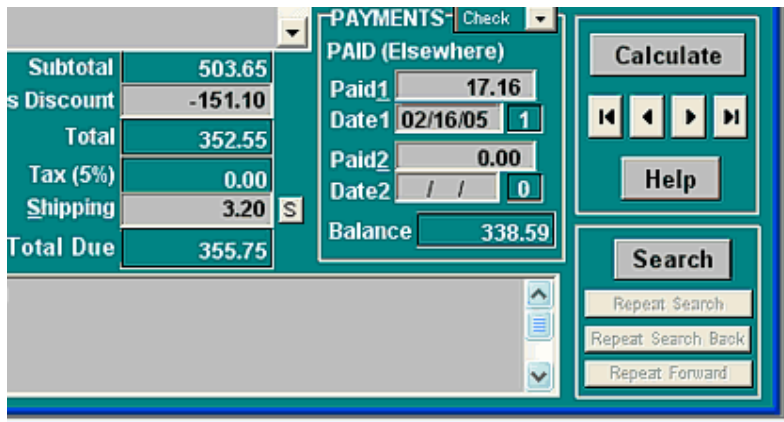 PAYMENTS Check
PAID (Elsewhere)
Subtotal 503.65
s Discount -151.10
Total 352.55
Tax (5%) 0.00
Shipping 3.20 S
Total Due 355.75
Paid1 17.16
Date1 02/16/05 1
Paid2 0.00
Date2 / / 0
Balance 338.59
Calculate
Help
Search
Repeat Search
Repeat Search Back
Repeat Forward